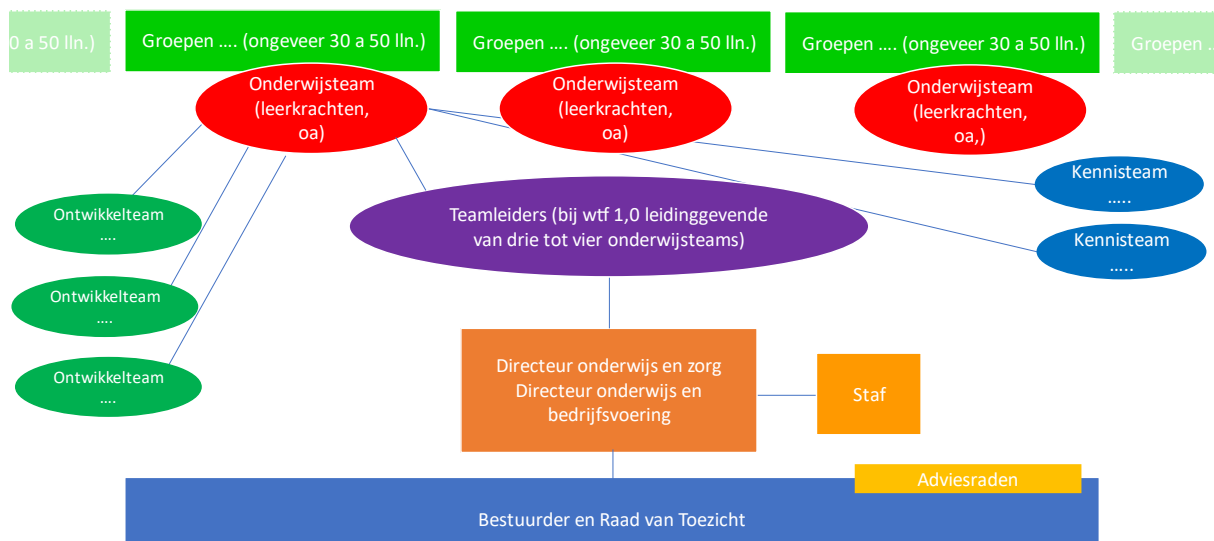 0 a 50 lln.)
Groepen .... (ongeveer 30 a 50 lln.)
Groepen .... (ongeveer 30 a 50 lln.)
Groepen .... (ongeveer 30 a 50 lln.)
Groepen ..
Onderwijsteam
(leerkrachten,
oa)
Onderwijsteam
(leerkrachten,
oa)
Onderwijsteam
(leerkrachten,
oa,)
Kennisteam
.....
Ontwikkelteam
....
Teamleiders (bij wtf 1,0 leidinggevende
van drie tot vier onderwijsteams)
Kennisteam
.....
Ontwikkelteam
....
Ontwikkelteam
....
Directeur onderwijs en zorg
Directeur onderwijs en
bedrijfsvoering
Staf
Adviesraden
Bestuurder en Raad van Toezicht